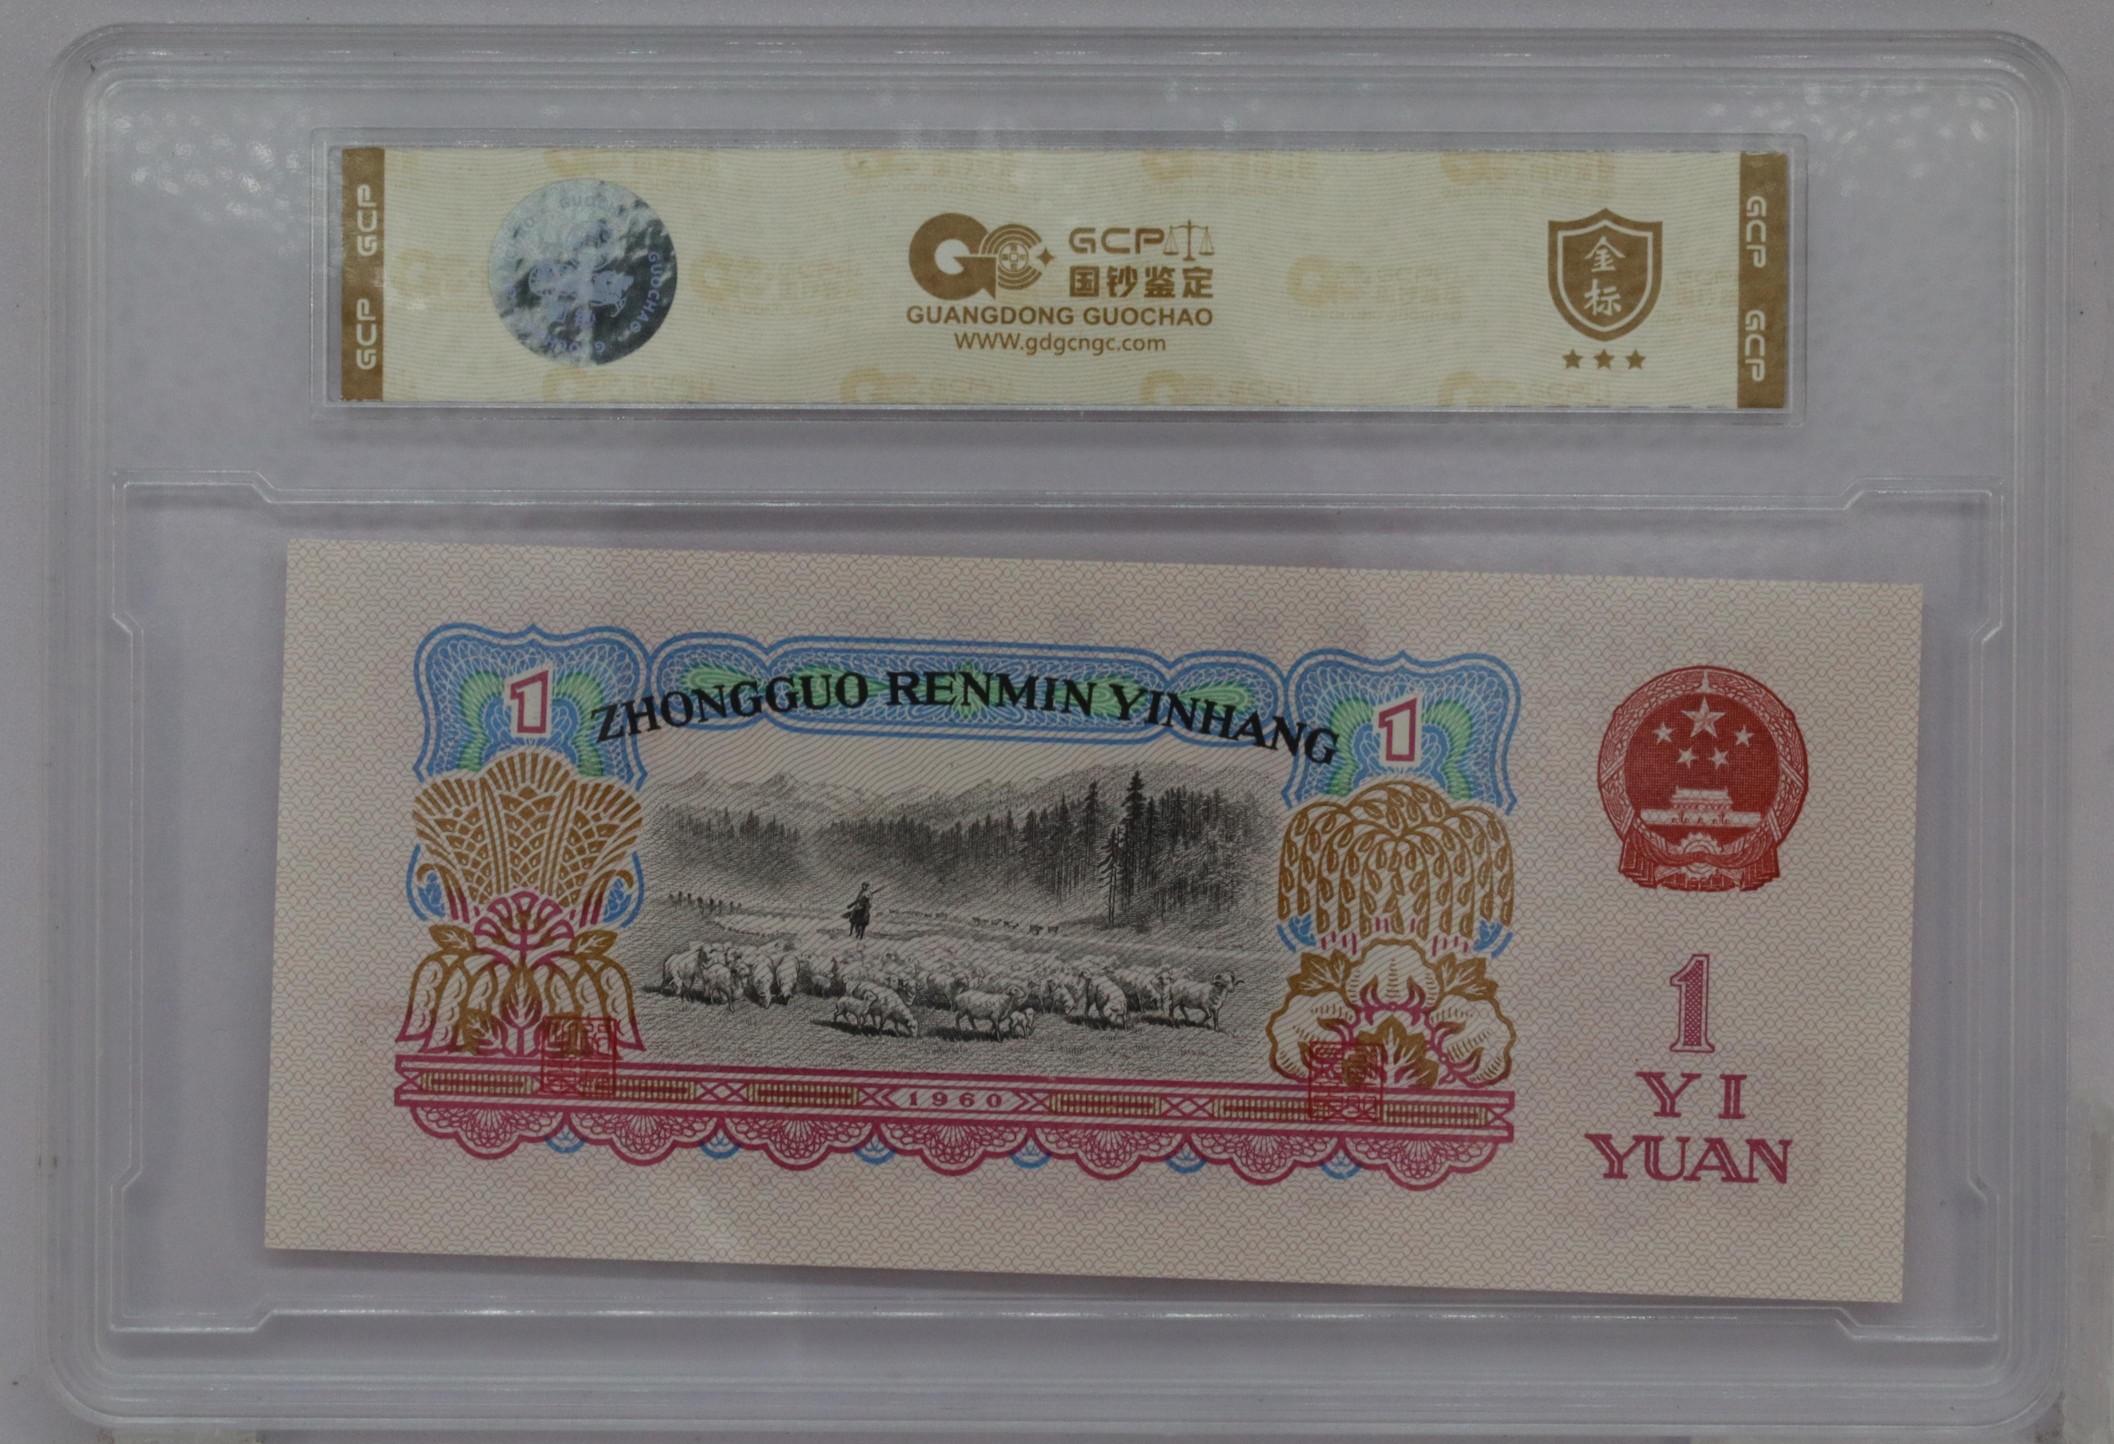 GCP GCP
GUOCHAO
GCP
国钞鉴定
GUANGDONG GUOCHAO
WWW.gdgcngc.com
金
标
GCP GCP
1
ZHONGGUO RENMIN YINHANG
1
1960
1
YI
YUAN